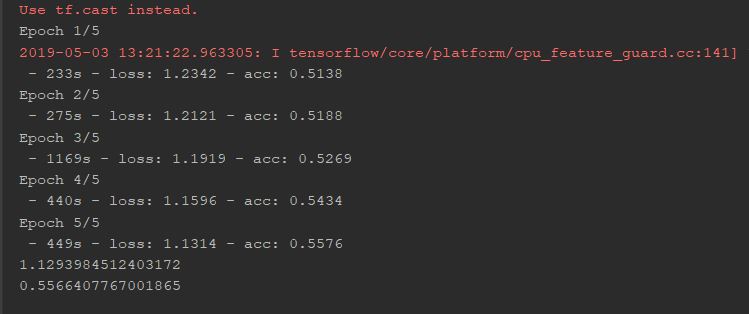 Use tf.cast instead.
Epoch 1/5
2019-05-03 13:21:22.963305: I tensorflow/core/platform/cpu_feature_guard.cc:141]
 - 233s - loss: 1.2342 - acc: 0.5138
Epoch 2/5
 - 275s - loss: 1.2121 - acc: 0.5188
Epoch 3/5
 - 1169s - loss: 1.1919 - acc: 0.5269
Epoch 4/5
 - 440s - loss: 1.1596 - acc: 0.5434
Epoch 5/5
 - 449s - loss: 1.1314 - acc: 0.5576
1.1293984512403172
0.5566407767001865